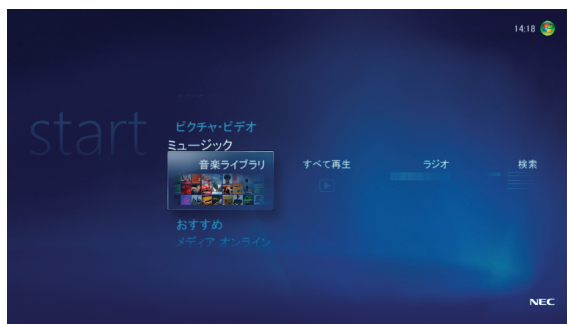 14:18
start
ピクチャ・ビデオ
ミュージック
音楽ライブラリ
すべて再生
ラジオ
検索
おすすめ
メディア オンライン
NEC